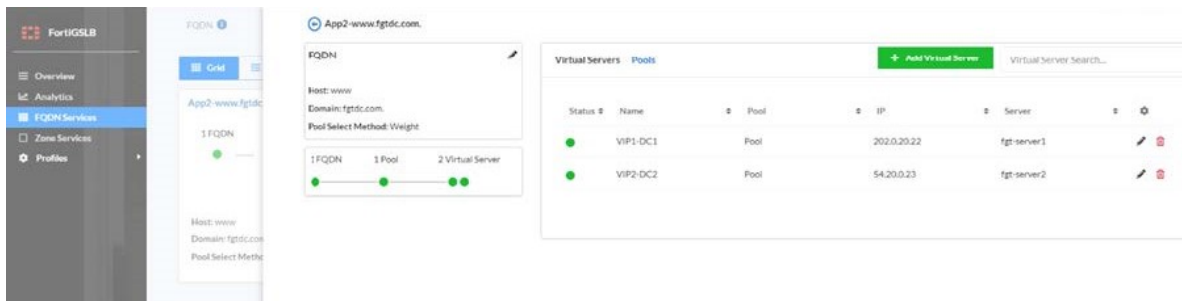 FortiGSLB
Overview
Analytics
FQDN Services
Zone Services
Profiles
FQDN
Grid
App2-www.fgtdc
1 FQDN
Host: www
Domain: fgtdc.com
Pool Select Metho
App2-www.fgtdc.com.
FQDN
Host: www
Domain: fgtdc.com.
Pool Select Method: Weight
1 FQDN 1 Pool 2 Virtual Server
Virtual Servers Pools
+ Add Virtual Server
Virtual Server Search...
Status Name Pool IP Server
VIP1-DC1 Pool 202.0.20.22 fgt-server1
VIP2-DC2 Pool 54.20.0.23 fgt-server2